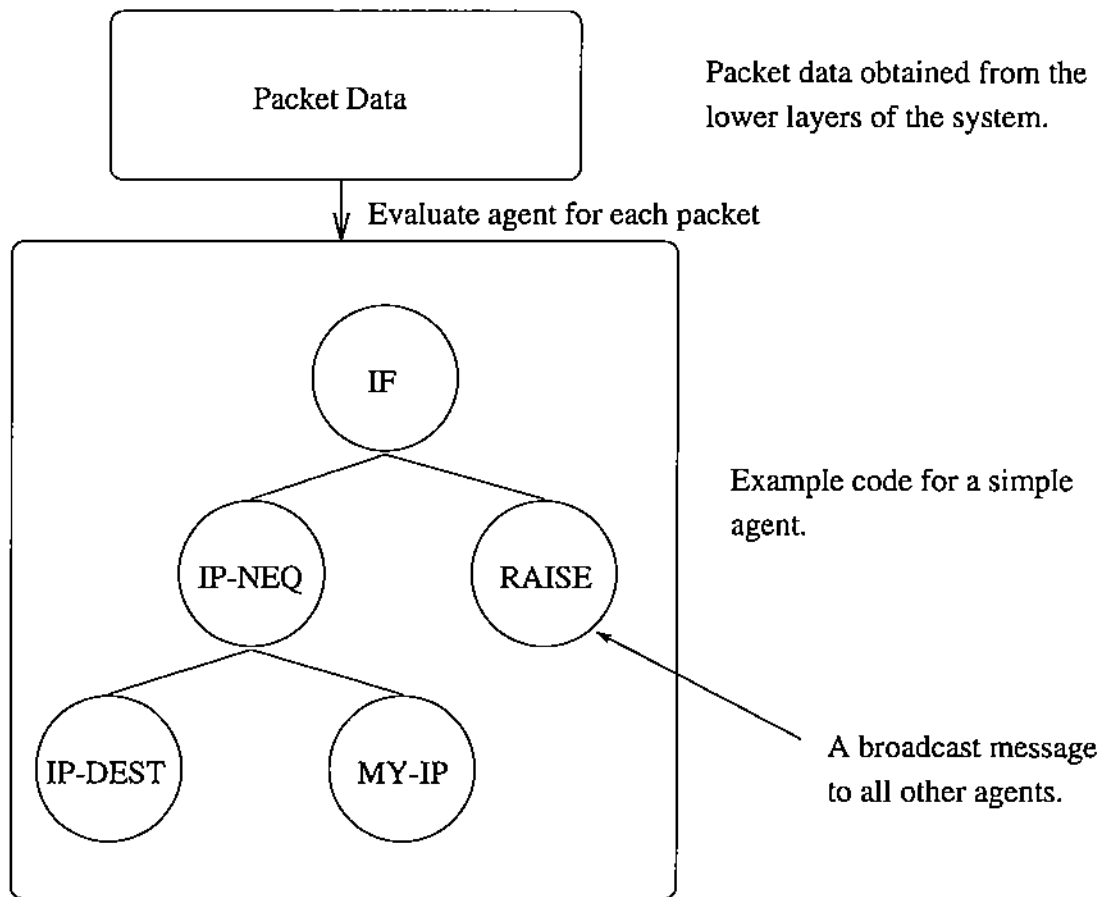 Packet Data
Packet data obtained from the
lower layers of the system.
Evaluate agent for each packet
IF
Example code for a simple
agent.
IP-NEQ
RAISE
IP-DEST
MY-IP
A broadcast message
to all other agents.